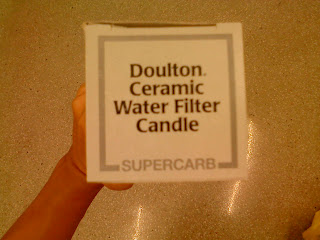 Doulton.
Ceramic
Water Filter
Candle
SUPERCARB